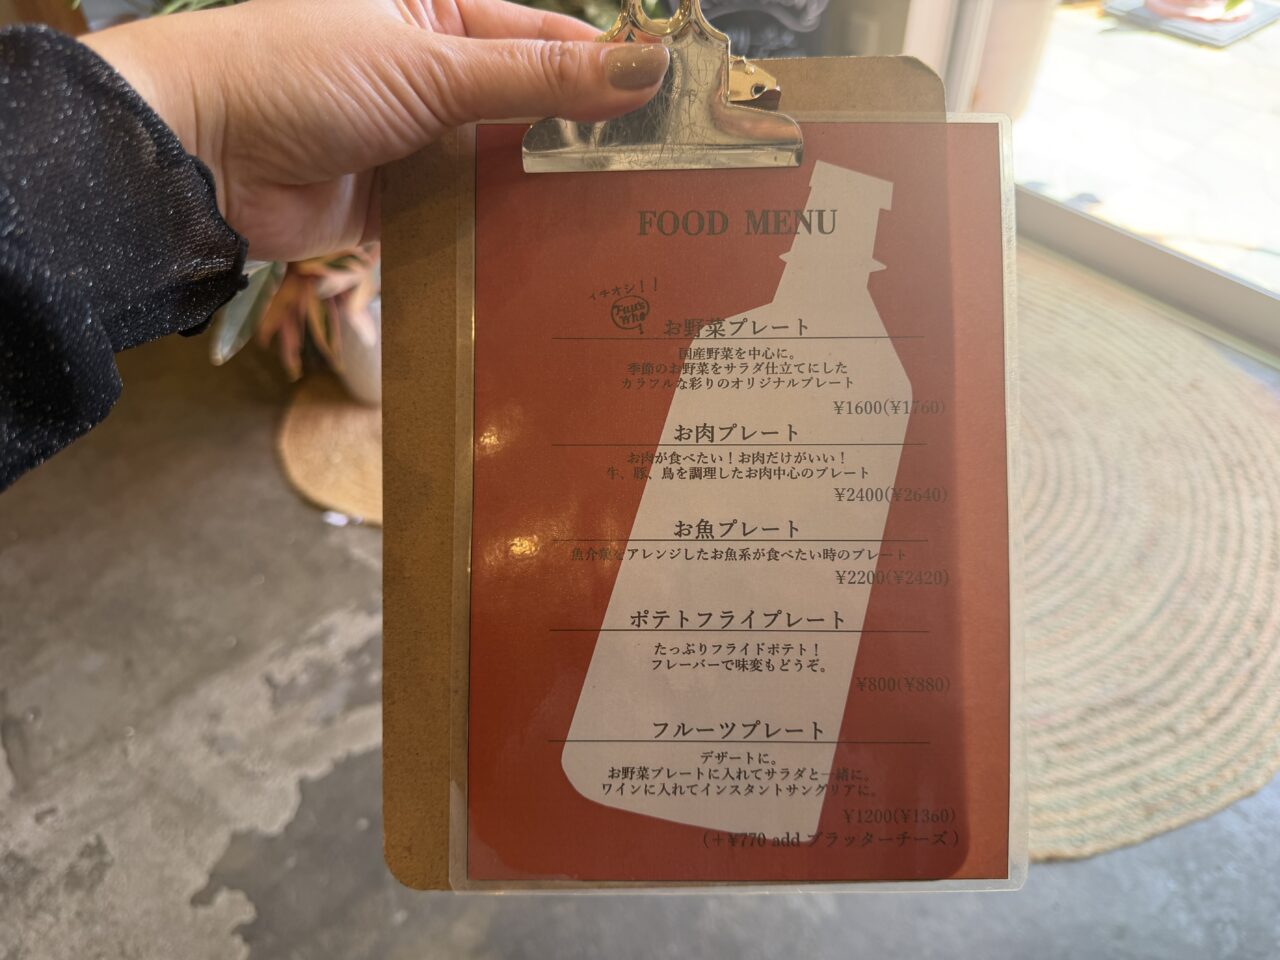 FOOD MENU
イチオシ！！
Fun's
Who
お野菜プレート
国産野菜を中心に。
季節のお野菜をサラダ仕立てにした
カラフルな彩りのオリジナルプレート
¥1600(¥1760)
お肉プレート
お肉が食べたい！お肉だけがいい！
牛、豚、鳥を調理したお肉中心のプレート
¥2400(¥2640)
お魚プレート
魚介類をアレンジしたお魚系が食べたい時のプレート
¥2200(¥2420)
ポテトフライプレート
たっぷりフライドポテト！
フレーバーで味変もどうぞ。
¥800(¥880)
フルーツプレート
デザートに。
お野菜プレートに入れてサラダと一緒に。
ワインに入れてインスタントサングリアに。
¥1200(¥1360)
(＋¥770 add ブラッターチーズ)